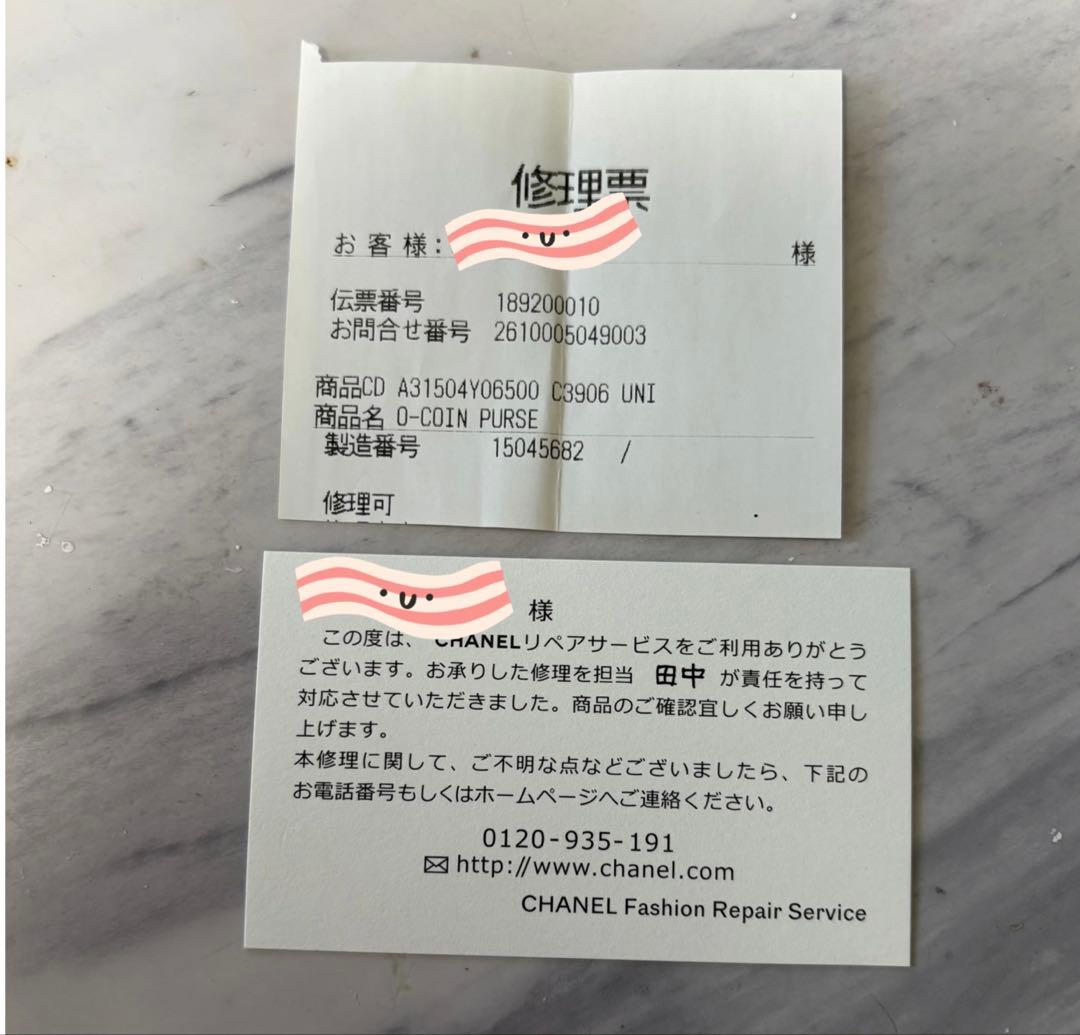 修理票
お客様: 様
伝票番号 189200010
お問合せ番号 2610005049003
商品CD A31504Y06500 C3906 UNI
商品名 O-COIN PURSE
製造番号 15045682 /
修理可
様
この度は、CHANELリペアサービスをご利用ありがとう
ございます。お承りした修理を担当 田中 が責任を持って
対応させていただきました。商品のご確認宜しくお願い申し
上げます。
本修理に関して、ご不明な点などございましたら、下記の
お電話番号もしくはホームページへご連絡ください。
0120-935-191
✉ http://www.chanel.com
CHANEL Fashion Repair Service